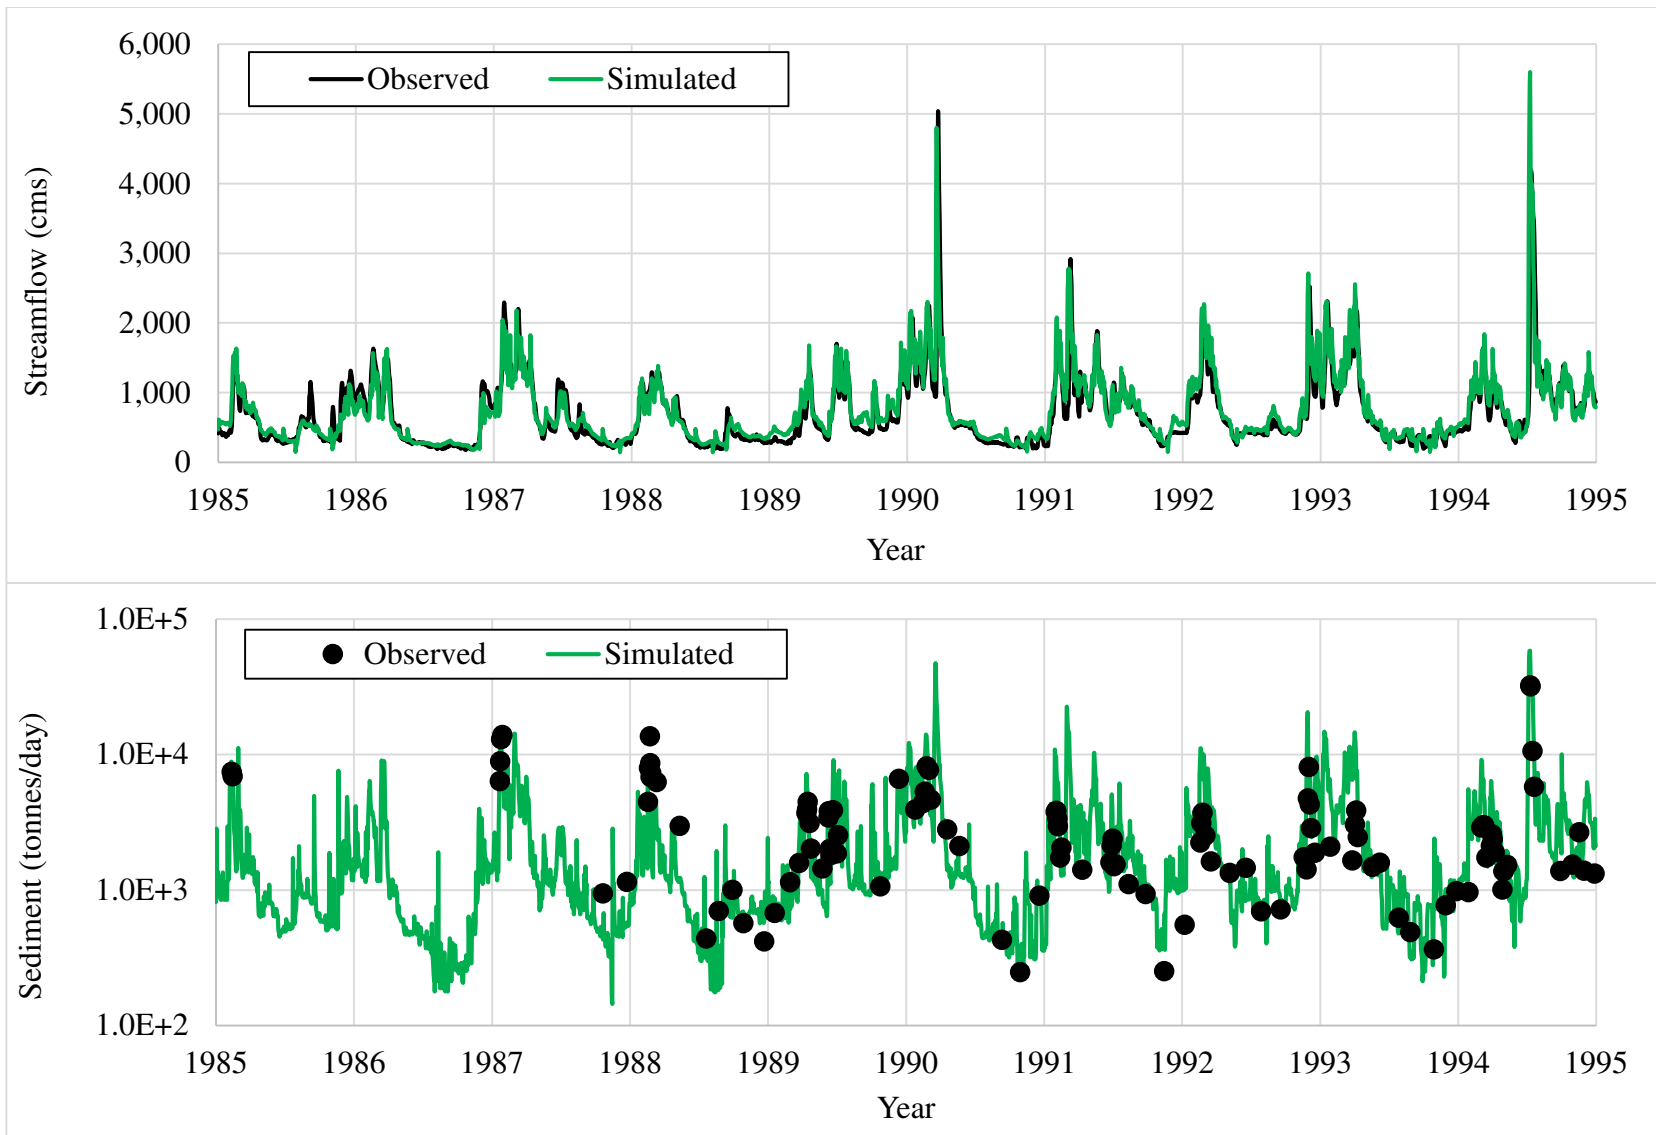 6,000
Observed Simulated
5,000
4,000
3,000
2,000
1,000
0
Streamflow (cms)
1985 1986 1987 1988 1989 1990 1991 1992 1993 1994 1995
Year
1.0E+5
Observed Simulated
1.0E+4
1.0E+3
1.0E+2
Sediment (tonnes/day)
1985 1986 1987 1988 1989 1990 1991 1992 1993 1994 1995
Year